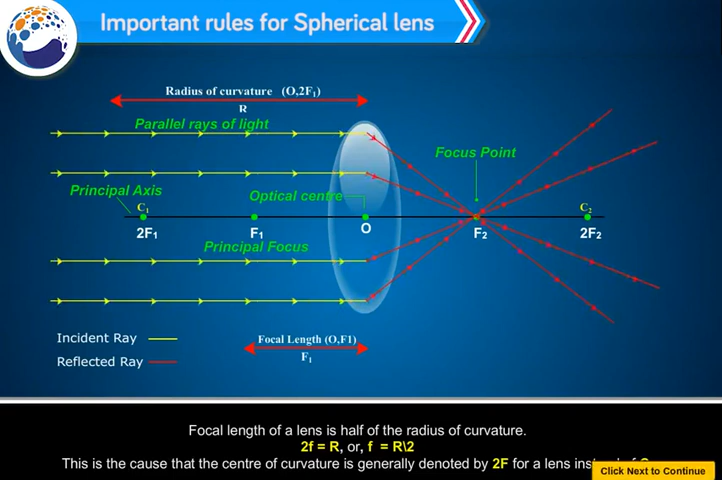 Important rules for Spherical lens
Radius of curvature (O,2F₁)
R
Parallel rays of light
Focus Point
Principal Axis
Optical centre
C₁
C₂
2F₁
F₁
O
F₂
2F₂
Principal Focus
Incident Ray
Reflected Ray
Focal Length (O,F1)
F₁
Focal length of a lens is half of the radius of curvature.
2f = R, or, f = R\2
This is the cause that the centre of curvature is generally denoted by 2F for a lens
Click Next to Continue